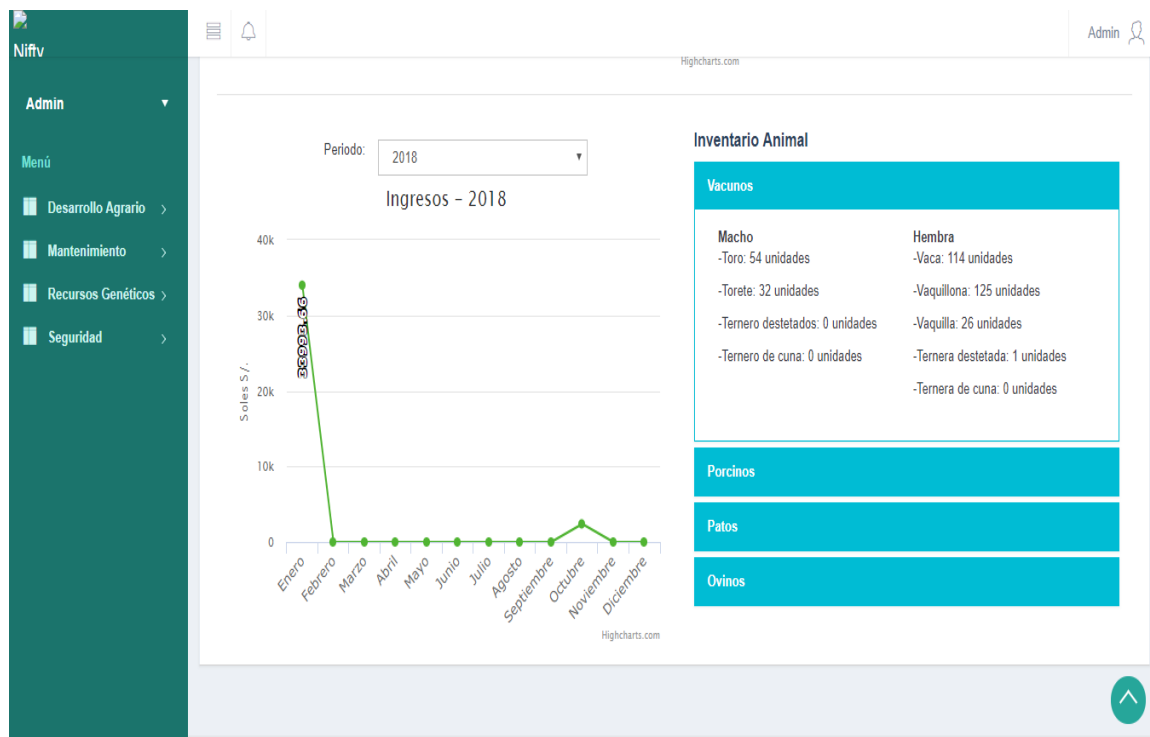 Nifty
Admin
Highcharts.com
Admin
Menú
Desarrollo Agrario
Mantenimiento
Recursos Genéticos
Seguridad
Periodo:
2018
Ingresos – 2018
Soles S/.
40k
30k
20k
10k
0
33993.66
Enero
Febrero
Marzo
Abril
Mayo
Junio
Julio
Agosto
Septiembre
Octubre
Noviembre
Diciembre
Highcharts.com
Inventario Animal
Vacunos
Macho
-Toro: 54 unidades
-Torete: 32 unidades
-Ternero destetados: 0 unidades
-Ternero de cuna: 0 unidades
Hembra
-Vaca: 114 unidades
-Vaquillona: 125 unidades
-Vaquilla: 26 unidades
-Ternera destetada: 1 unidades
-Ternera de cuna: 0 unidades
Porcinos
Patos
Ovinos